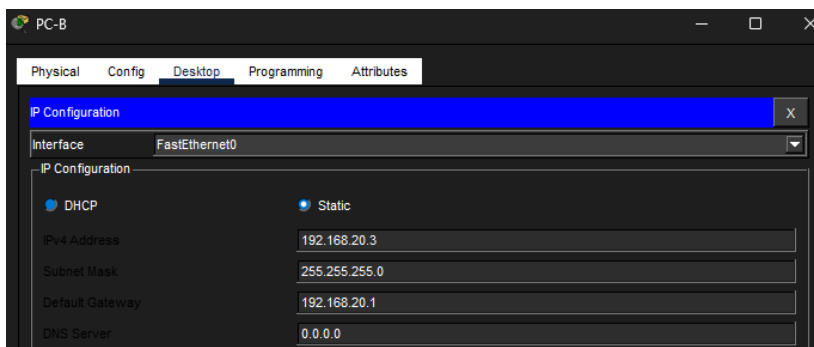 PC-B
Physical Config Desktop Programming Attributes
IP Configuration X
Interface FastEthernet0
IP Configuration
DHCP Static
IPv4 Address 192.168.20.3
Subnet Mask 255.255.255.0
Default Gateway 192.168.20.1
DNS Server 0.0.0.0